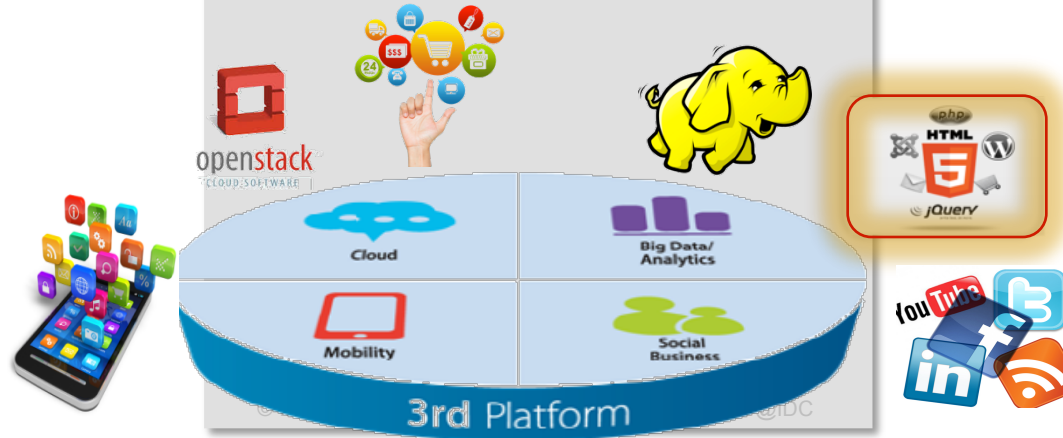 $$$
24
openstack
CLOUD SOFTWARE
php
HTML
5
jQuery
Cloud
Big Data/
Analytics
Mobility
Social
Business
Aa
%
You Tube
t
f
in
3rd Platform
@IDC